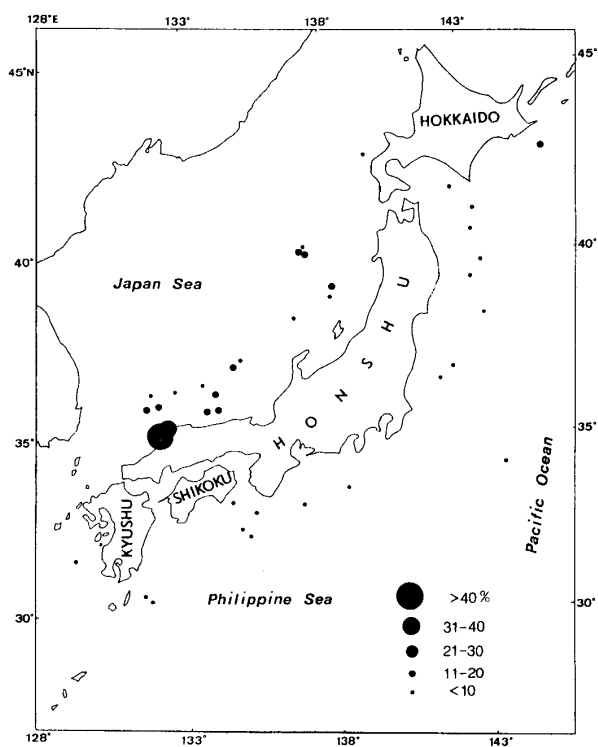 128°E 133° 138° 143°
45°N
45°
HOKKAIDO
40°
40°
Japan Sea
HONSHU
35°
35°
SHIKOKU
KYUSHU
Pacific Ocean
Philippine Sea
30°
30°
>40%
31-40
21-30
11-20
<10
128° 133° 138° 143°